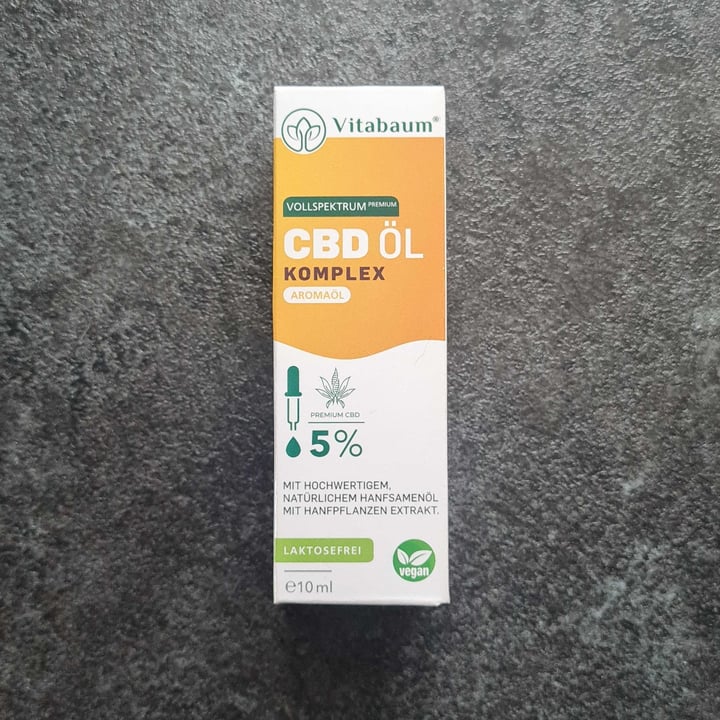 Vitabaum®
VOLLSPEKTRUM PREMIUM
CBD ÖL
KOMPLEX
AROMAÖL
PREMIUM CBD
5%
MIT HOCHWERTIGEM,
NATÜRLICHEM HANFSAMENÖL
MIT HANFPFLANZEN EXTRAKT.
LAKTOSEFREI
vegan
℮10 ml